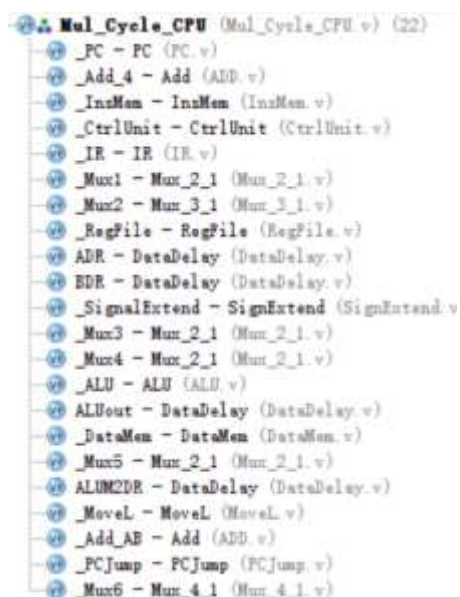 Mul_Cycle_CPU (Mul_Cycle_CPU.v) (22)
_PC - PC (PC.v)
_Add_4 - Add (ADD.v)
_InsMem - InsMem (InsMem.v)
_CtrlUnit - CtrlUnit (CtrlUnit.v)
_IR - IR (IR.v)
_Mux1 - Mux_2_1 (Mux_2_1.v)
_Mux2 - Mux_3_1 (Mux_3_1.v)
_RegFile - RegFile (RegFile.v)
ADR - DataDelay (DataDelay.v)
BDR - DataDelay (DataDelay.v)
_SignalExtend - SignExtend (SignExtend.v
_Mux3 - Mux_2_1 (Mux_2_1.v)
_Mux4 - Mux_2_1 (Mux_2_1.v)
_ALU - ALU (ALU.v)
ALUout - DataDelay (DataDelay.v)
_DataMem - DataMem (DataMem.v)
_Mux5 - Mux_2_1 (Mux_2_1.v)
ALUM2DR - DataDelay (DataDelay.v)
_MoveL - MoveL (MoveL.v)
_Add_AB - Add (ADD.v)
_PCJump - PCJump (PCJump.v)
_Mux6 - Mux_4_1 (Mux_4_1.v)